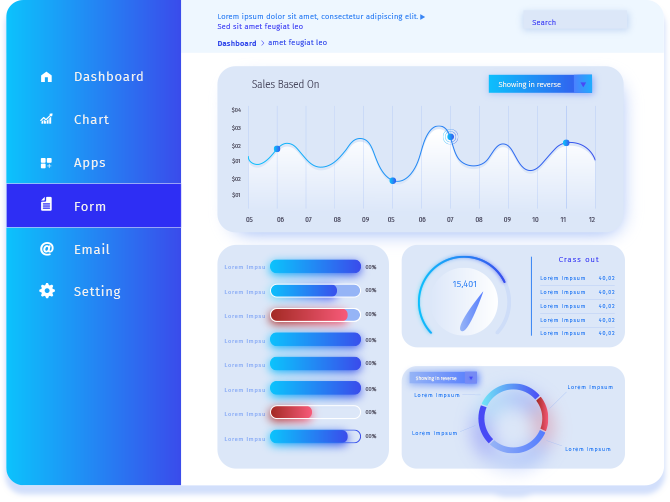 Lorem ipsum dolor sit amet, consectetur adipiscing elit.
Sed sit amet feugiat leo
Search
Dashboard > amet feugiat leo
Dashboard
Chart
Apps
Form
Email
Setting
Sales Based On
Showing in reverse
$04
$03
$02
$01
$02
$01
05 06 07 08 09 05 06 07 08 09 10 11 12
Lorem Impsu 00%
Lorem Impsu 00%
Lorem Impsu 00%
Lorem Impsu 00%
Lorem Impsu 00%
Lorem Impsu 00%
Lorem Impsu 00%
Lorem Impsu 00%
15,401
Crass out
Lorem Impsum 40,03
Lorem Impsum 40,03
Lorem Impsum 40,03
Lorem Impsum 40,03
Lorem Impsum 40,03
Showing in reverse
Lorem Impsum
Lorem Impsum
Lorem Impsum
Lorem Impsum